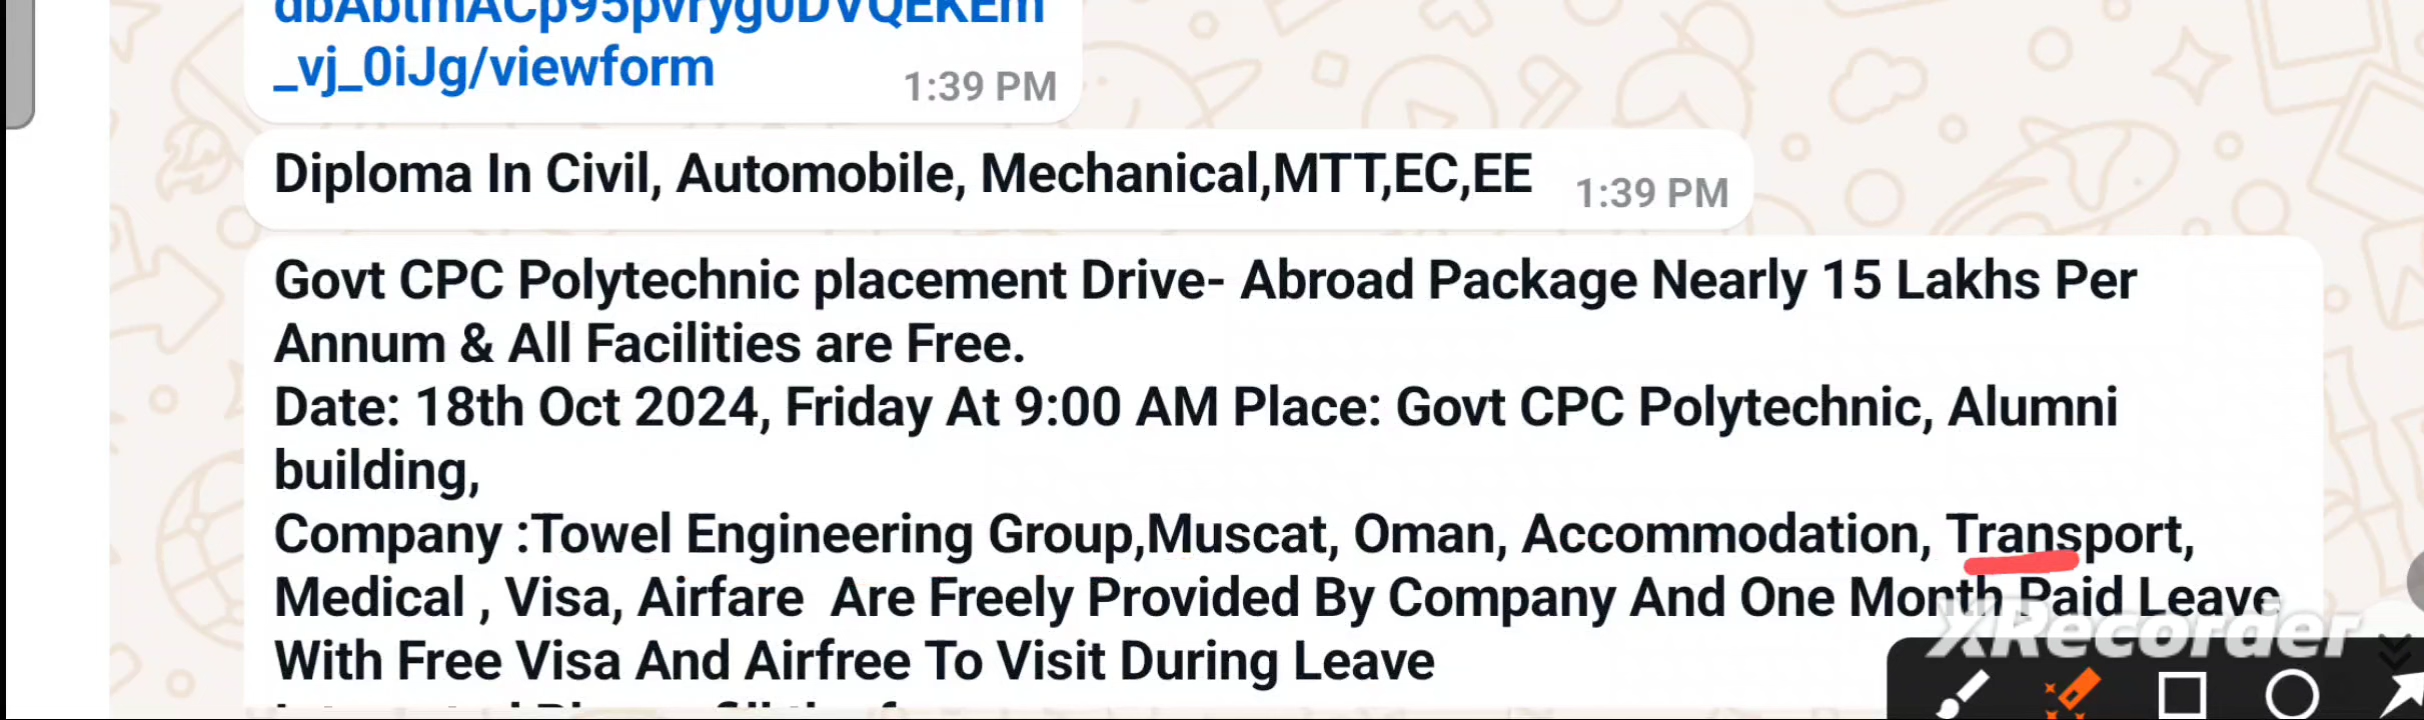 dbAbtmACp95pvryg0DVQEKEm
_vj_0iJg/viewform
1:39 PM
Diploma In Civil, Automobile, Mechanical,MTT,EC,EE
1:39 PM
Govt CPC Polytechnic placement Drive- Abroad Package Nearly 15 Lakhs Per
Annum & All Facilities are Free.
Date: 18th Oct 2024, Friday At 9:00 AM Place: Govt CPC Polytechnic, Alumni
building,
Company :Towel Engineering Group,Muscat, Oman, Accommodation, Transport,
Medical , Visa, Airfare  Are Freely Provided By Company And One Month Paid Leave
With Free Visa And Airfree To Visit During Leave
XRecorder